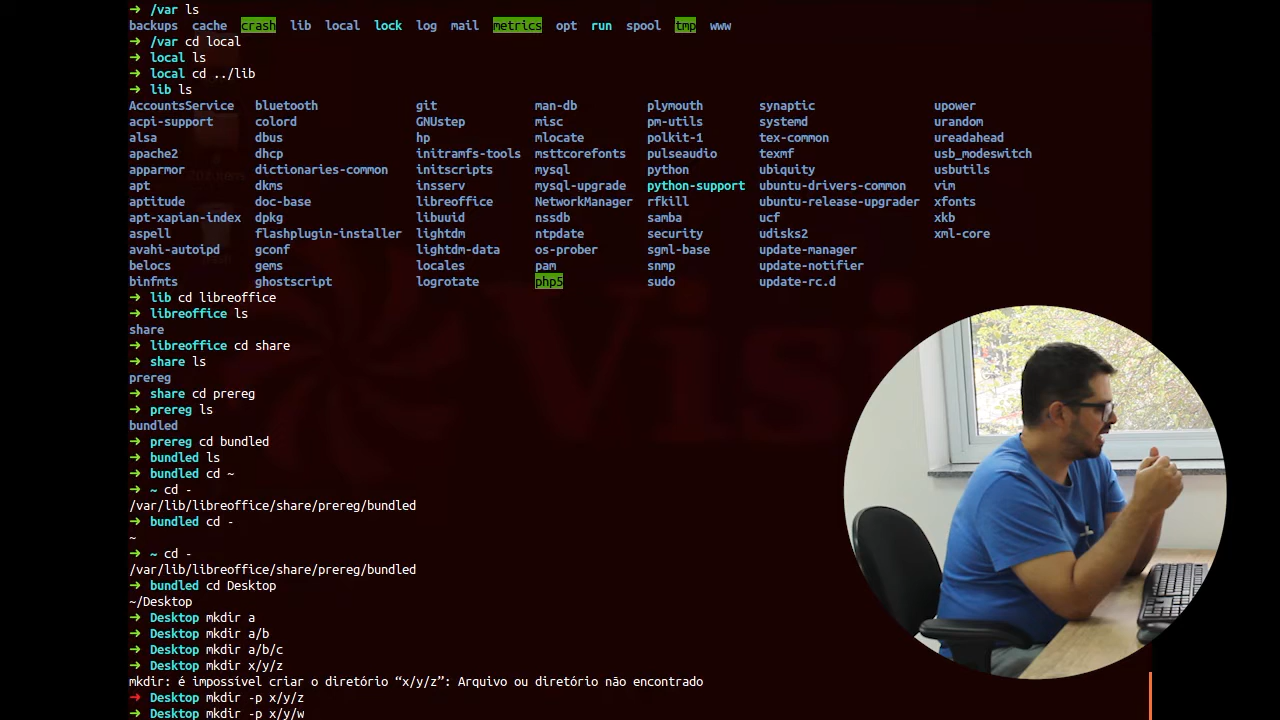 ➜ /var ls
backups cache crash lib local lock log mail metrics opt run spool tmp www
➜ /var cd local
➜ local ls
➜ local cd ../lib
➜ lib ls
AccountsService bluetooth git man-db plymouth synaptic upower
acpi-support colord GNUstep misc pm-utils systemd urandom
alsa dbus hp mlocate polkit-1 tex-common ureadahead
apache2 dhcp initramfs-tools msttcorefonts pulseaudio texmf usb_modeswitch
apparmor dictionaries-common initscripts mysql python ubiquity usbutils
apt dkms insserv mysql-upgrade python-support ubuntu-drivers-common vim
aptitude doc-base libreoffice NetworkManager rfkill ubuntu-release-upgrader xfonts
apt-xapian-index dpkg libuuid nssdb samba ucf xkb
aspell flashplugin-installer lightdm ntpdate security udisks2 xml-core
avahi-autoipd gconf lightdm-data os-prober sgml-base update-manager
belocs gems locales pam snmp update-notifier
binfmts ghostscript logrotate php5 sudo update-rc.d
➜ lib cd libreoffice
➜ libreoffice ls
share
➜ libreoffice cd share
➜ share ls
prereg
➜ share cd prereg
➜ prereg ls
bundled
➜ prereg cd bundled
➜ bundled ls
➜ bundled cd ~
➜ ~ cd -
/var/lib/libreoffice/share/prereg/bundled
➜ bundled cd -
~
➜ ~ cd -
/var/lib/libreoffice/share/prereg/bundled
➜ bundled cd Desktop
~/Desktop
➜ Desktop mkdir a
➜ Desktop mkdir a/b
➜ Desktop mkdir a/b/c
➜ Desktop mkdir x/y/z
mkdir: é impossível criar o diretório “x/y/z”: Arquivo ou diretório não encontrado
➜ Desktop mkdir -p x/y/z
➜ Desktop mkdir -p x/y/w